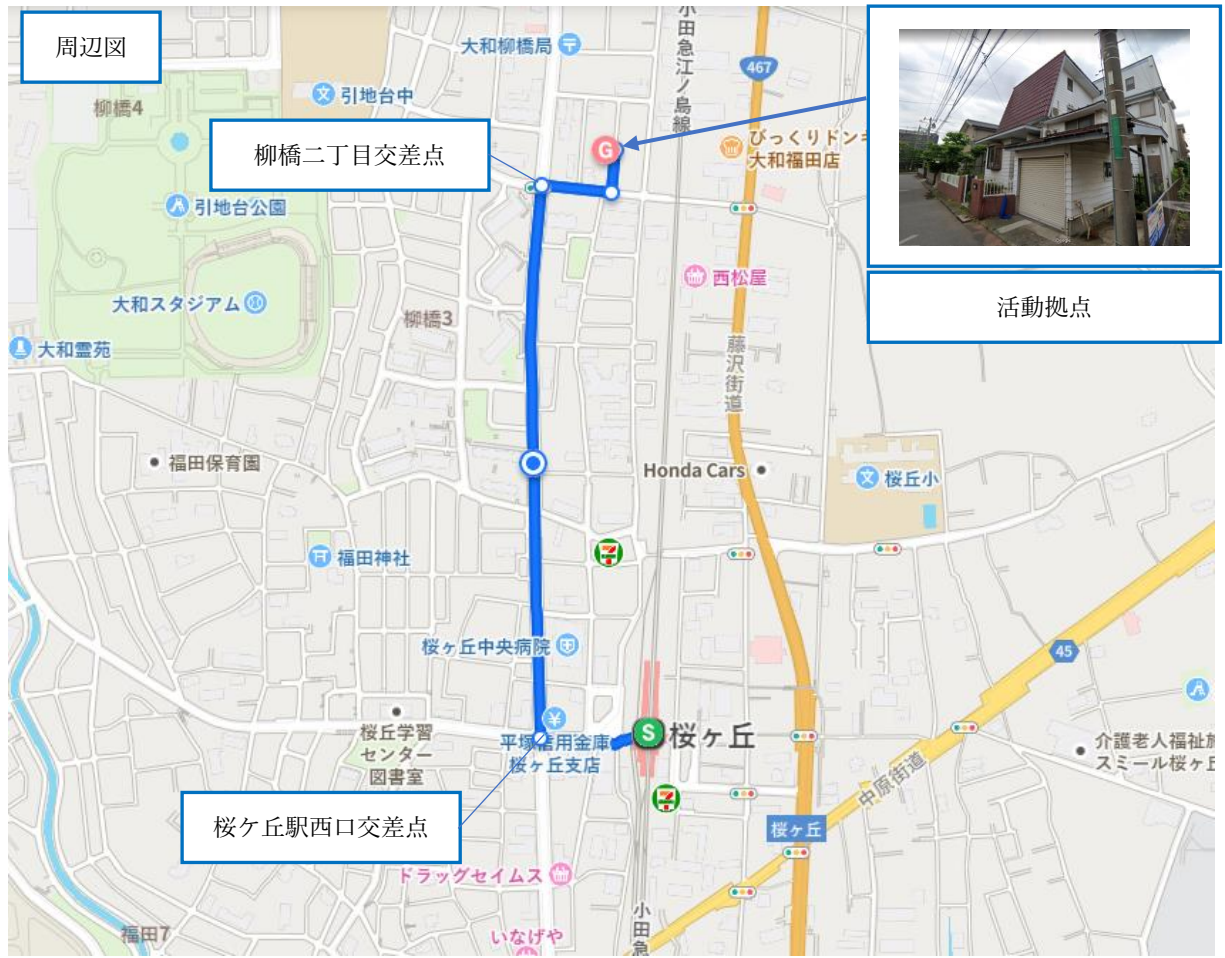 周辺図
大和柳橋局
小田急江ノ島線
467
柳橋4
引地台中
柳橋二丁目交差点
G
びっくりドンキ
大和福田店
引地台公園
西松屋
活動拠点
大和スタジアム
柳橋3
大和霊苑
藤沢街道
福田保育園
Honda Cars
桜丘小
福田神社
7
桜ヶ丘中央病院
45
桜丘学習
センター
図書室
平塚信用金庫
桜ヶ丘支店
S
桜ヶ丘
介護老人福祉施
スミール桜ヶ丘
中原街道
7
桜ケ丘駅西口交差点
桜ヶ丘
ドラッグセイムス
福田7
いなげや
小田急